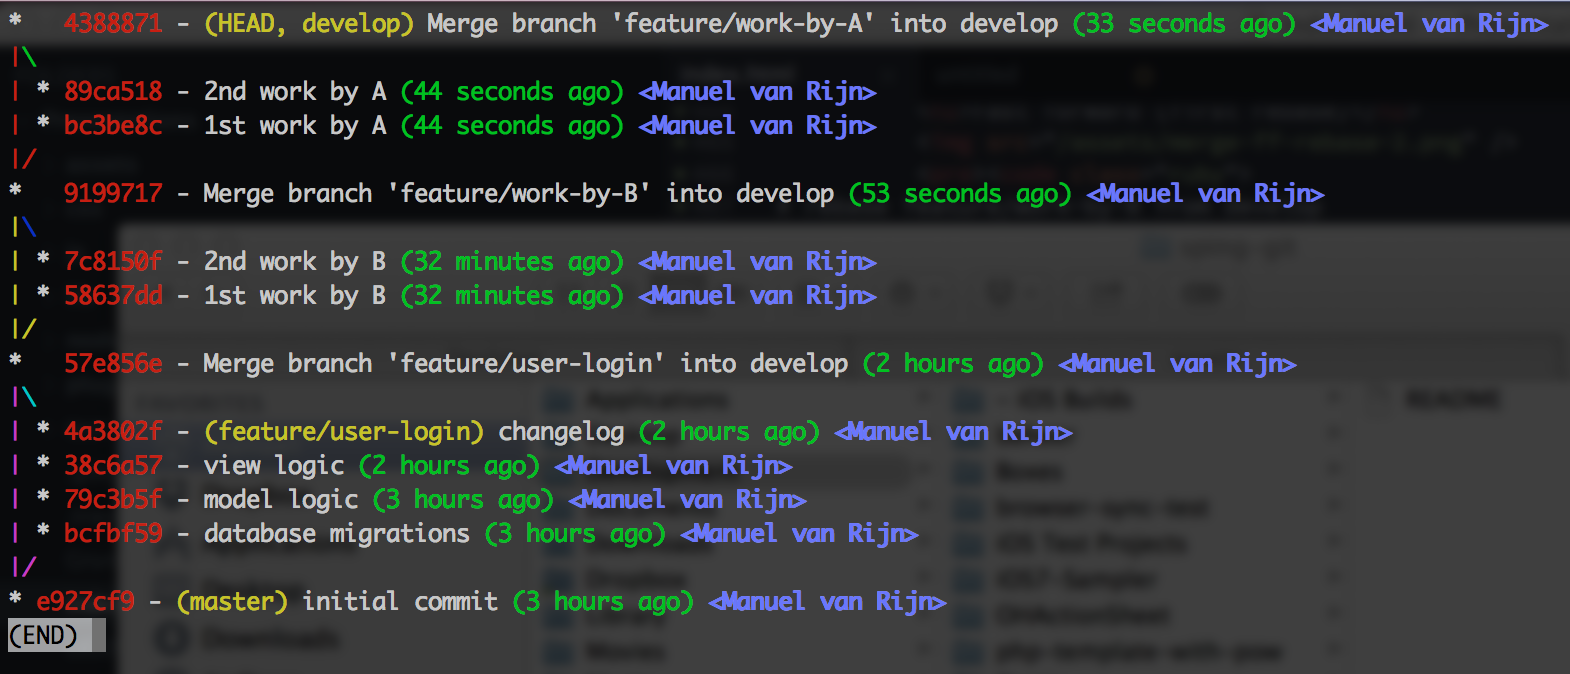 *   4388871 - (HEAD, develop) Merge branch 'feature/work-by-A' into develop (33 seconds ago) <Manuel van Rijn>
|\
| * 89ca518 - 2nd work by A (44 seconds ago) <Manuel van Rijn>
| * bc3be8c - 1st work by A (44 seconds ago) <Manuel van Rijn>
|/
*   9199717 - Merge branch 'feature/work-by-B' into develop (53 seconds ago) <Manuel van Rijn>
|\
| * 7c8150f - 2nd work by B (32 minutes ago) <Manuel van Rijn>
| * 58637dd - 1st work by B (32 minutes ago) <Manuel van Rijn>
|/
*   57e856e - Merge branch 'feature/user-login' into develop (2 hours ago) <Manuel van Rijn>
|\
| * 4a3802f - (feature/user-login) changelog (2 hours ago) <Manuel van Rijn>
| * 38c6a57 - view logic (2 hours ago) <Manuel van Rijn>
| * 79c3b5f - model logic (3 hours ago) <Manuel van Rijn>
| * bcfbf59 - database migrations (3 hours ago) <Manuel van Rijn>
|/
* e927cf9 - (master) initial commit (3 hours ago) <Manuel van Rijn>
(END)